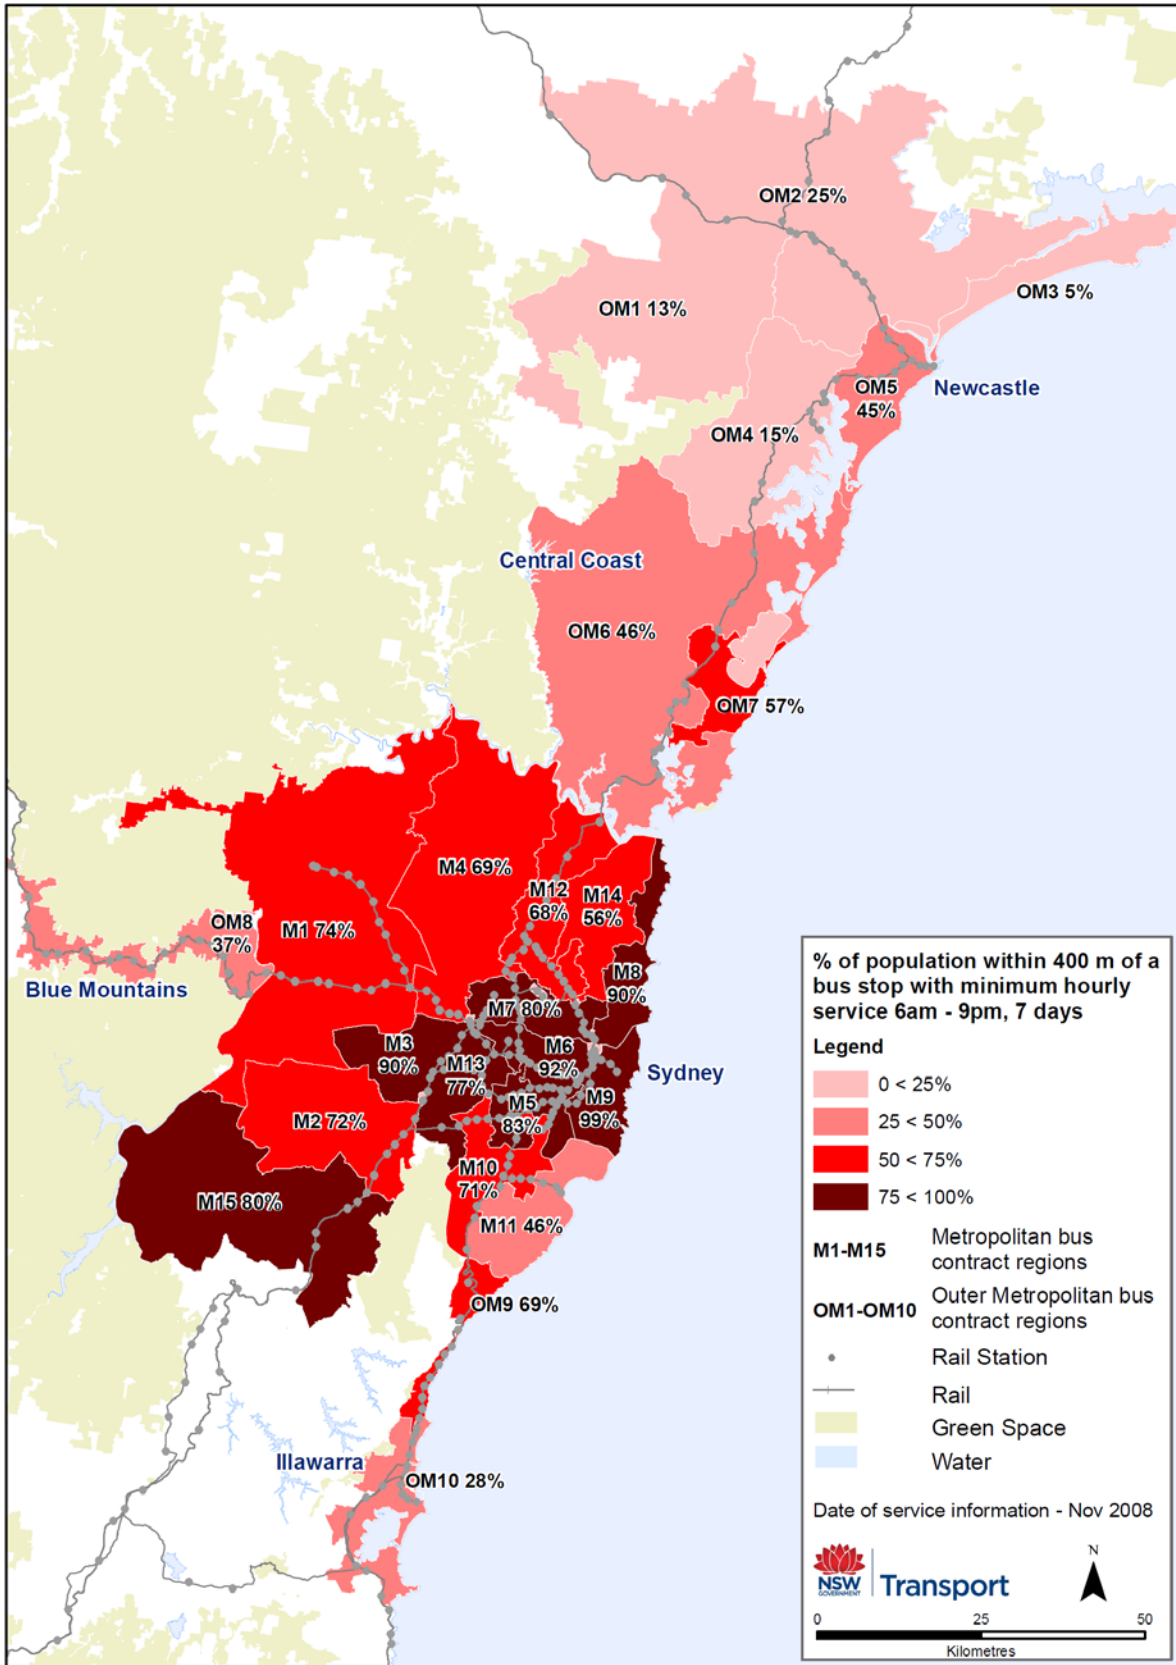 OM2 25%
OM3 5%
OM1 13%
OM5
45%
Newcastle
OM4 15%
Central Coast
OM6 46%
OM7 57%
M4 69%
M12
68%
M14
56%
OM8
37%
M1 74%
Blue Mountains
M8
90%
M7 80%
M3
90%
M13
77%
M6
92%
Sydney
M5
83%
M9
99%
M2 72%
M10
71%
M15 80%
M11 46%
OM9 69%
Illawarra
OM10 28%
% of population within 400 m of a
bus stop with minimum hourly
service 6am - 9pm, 7 days
Legend
0 < 25%
25 < 50%
50 < 75%
75 < 100%
M1-M15 Metropolitan bus
contract regions
OM1-OM10 Outer Metropolitan bus
contract regions
Rail Station
Rail
Green Space
Water
Date of service information - Nov 2008
NSW
GOVERNMENT
Transport
N
0 25 50
Kilometres